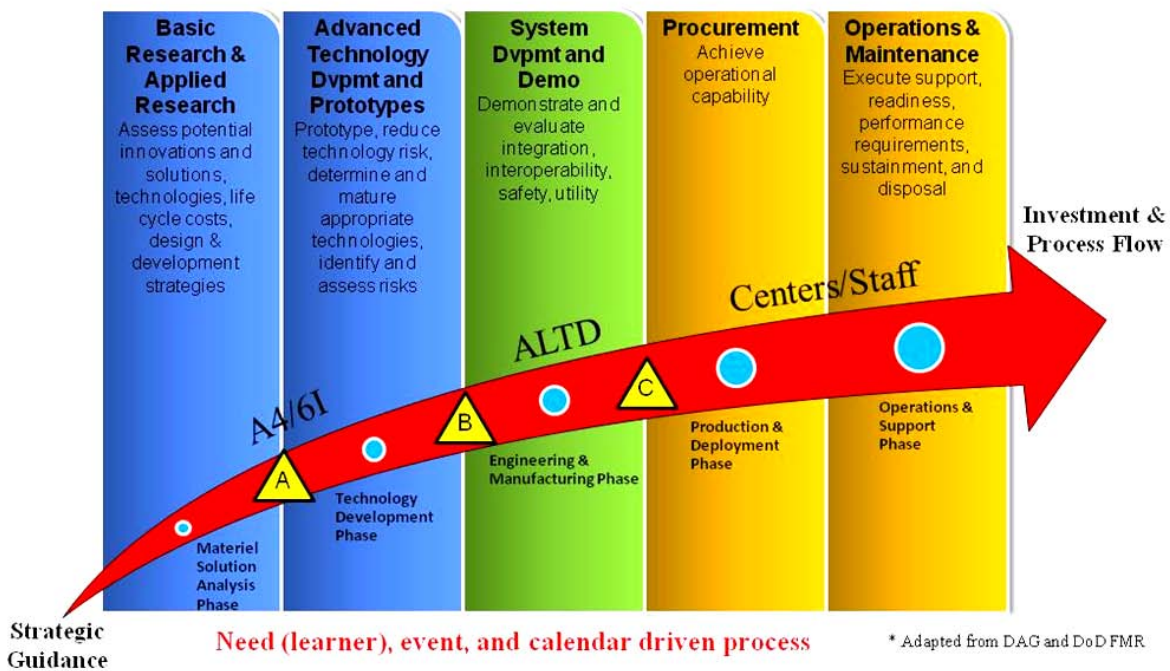 Basic
Research &
Applied
Research
Assess potential
innovations and
solutions,
technologies, life
cycle costs,
design &
development
strategies
Advanced
Technology
Dvpmt and
Prototypes
Prototype, reduce
technology risk,
determine and
mature
appropriate
technologies,
identify and
assess risks
System
Dvpmt and
Demo
Demonstrate and
evaluate
integration,
interoperability,
safety, utility
Procurement
Achieve
operational
capability
Operations &
Maintenance
Execute support,
readiness,
performance
requirements,
sustainment, and
disposal
Investment &
Process Flow
A4/6I
ALTD
Centers/Staff
A
B
C
Materiel
Solution
Analysis
Phase
Technology
Development
Phase
Engineering &
Manufacturing Phase
Production &
Deployment
Phase
Operations &
Support
Phase
Strategic
Guidance
Need (learner), event, and calendar driven process
* Adapted from DAG and DoD FMR